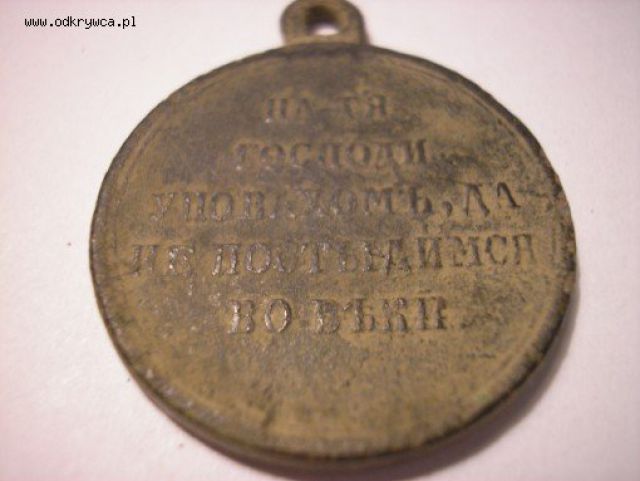 www.odkrywca.pl
НА ТЯ
ГОСПОДИ
УПОВАХОМЪ, ДА
НЕ ПОСТЫДИМСЯ
ВО ВѢКИ